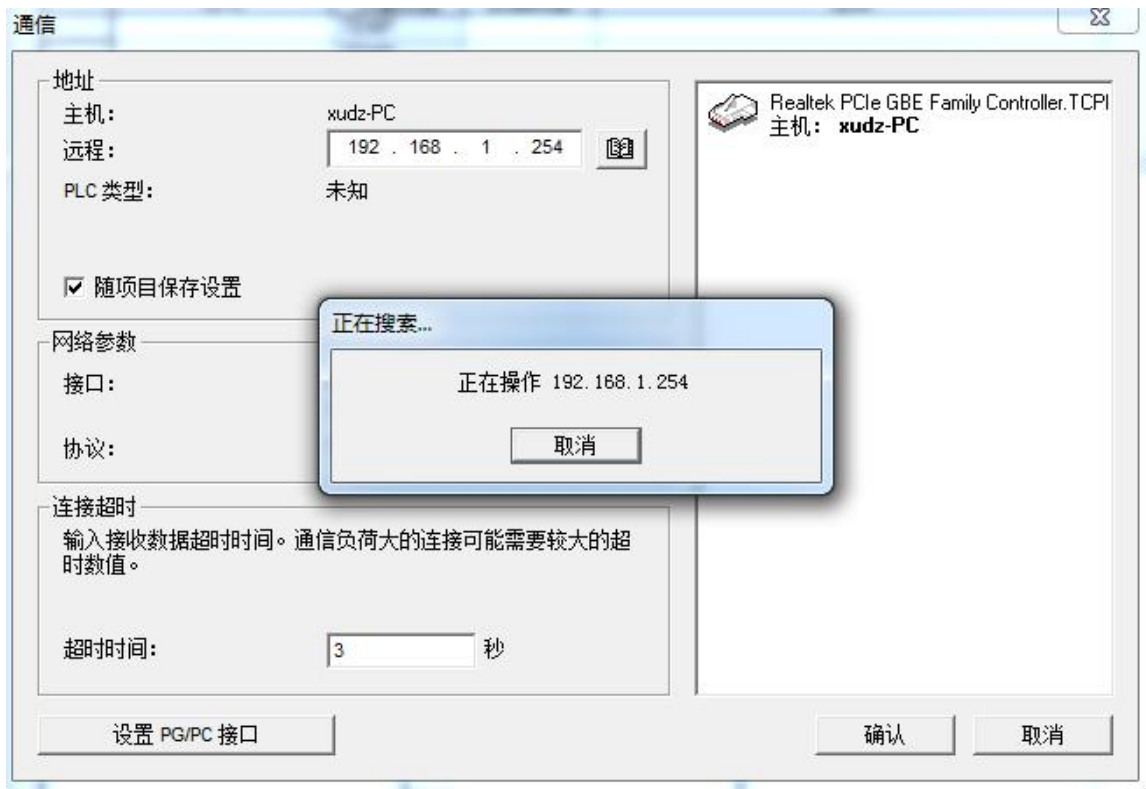 通信
地址
主机： xudz-PC
远程： 192 . 168 . 1 . 254
PLC 类型： 未知
随项目保存设置
网络参数
接口：
协议：
连接超时
输入接收数据超时时间。通信负荷大的连接可能需要较大的超
时数值。
超时时间： 3 秒
设置 PG/PC 接口
Realtek PCIe GBE Family Controller.TCPI
主机： xudz-PC
正在搜索...
正在操作 192.168.1.254
取消
确认
取消